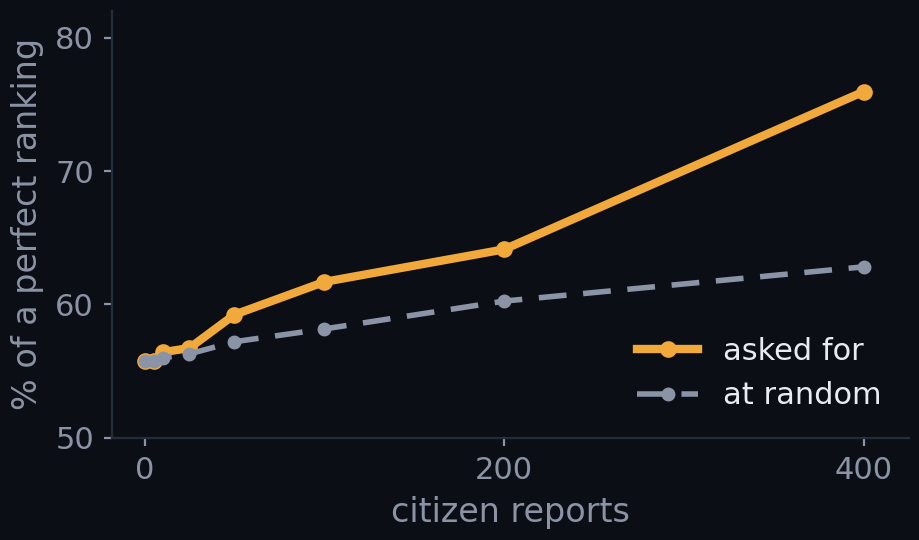 % of a perfect ranking
80
70
60
50
0
200
400
citizen reports
asked for
at random